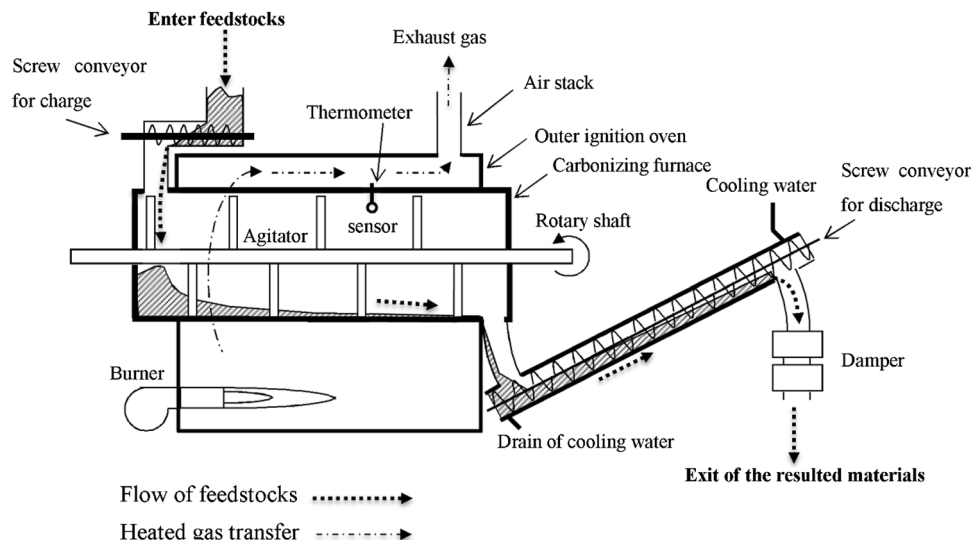 Enter feedstocks
Exhaust gas
Screw conveyor
for charge
Air stack
Thermometer
Outer ignition oven
Carbonizing furnace
Cooling water
Screw conveyor
for discharge
sensor
Rotary shaft
Agitator
Burner
Damper
Drain of cooling water
Exit of the resulted materials
Flow of feedstocks
Heated gas transfer